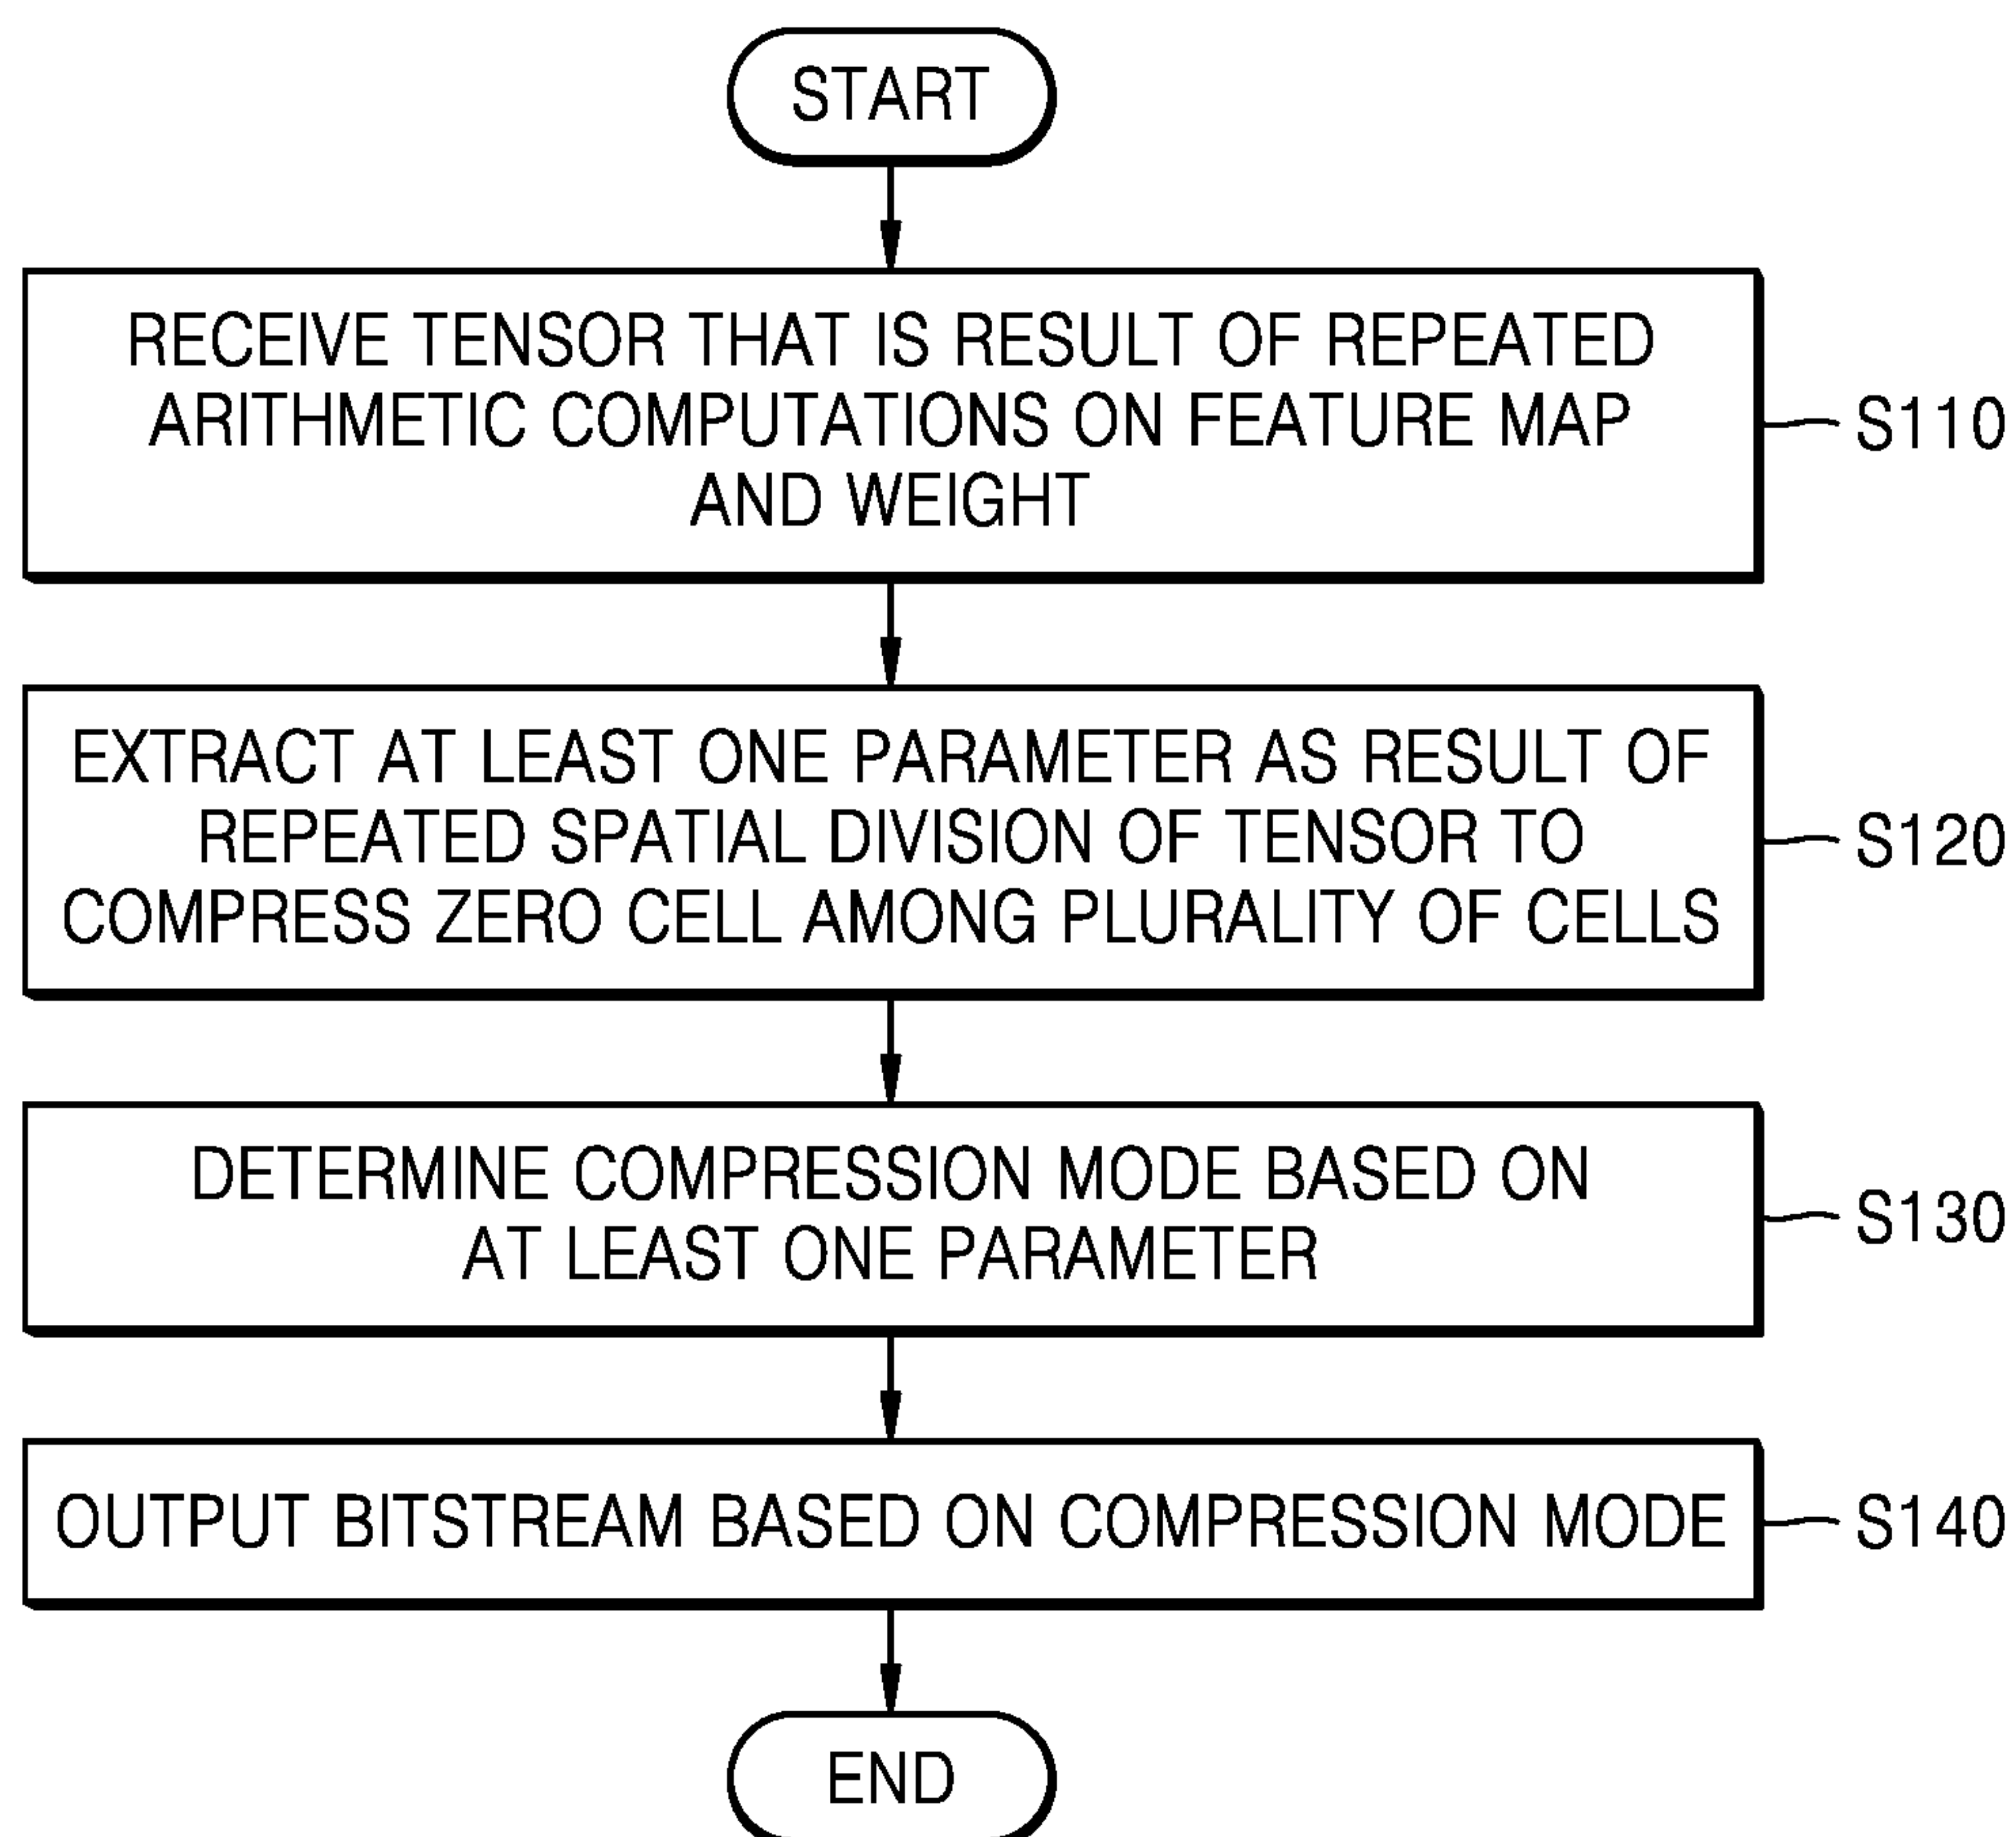 START
RECEIVE TENSOR THAT IS RESULT OF REPEATED
ARITHMETIC COMPUTATIONS ON FEATURE MAP
AND WEIGHT
S110
EXTRACT AT LEAST ONE PARAMETER AS RESULT OF
REPEATED SPATIAL DIVISION OF TENSOR TO
COMPRESS ZERO CELL AMONG PLURALITY OF CELLS
S120
DETERMINE COMPRESSION MODE BASED ON
AT LEAST ONE PARAMETER
S130
OUTPUT BITSTREAM BASED ON COMPRESSION MODE
S140
END